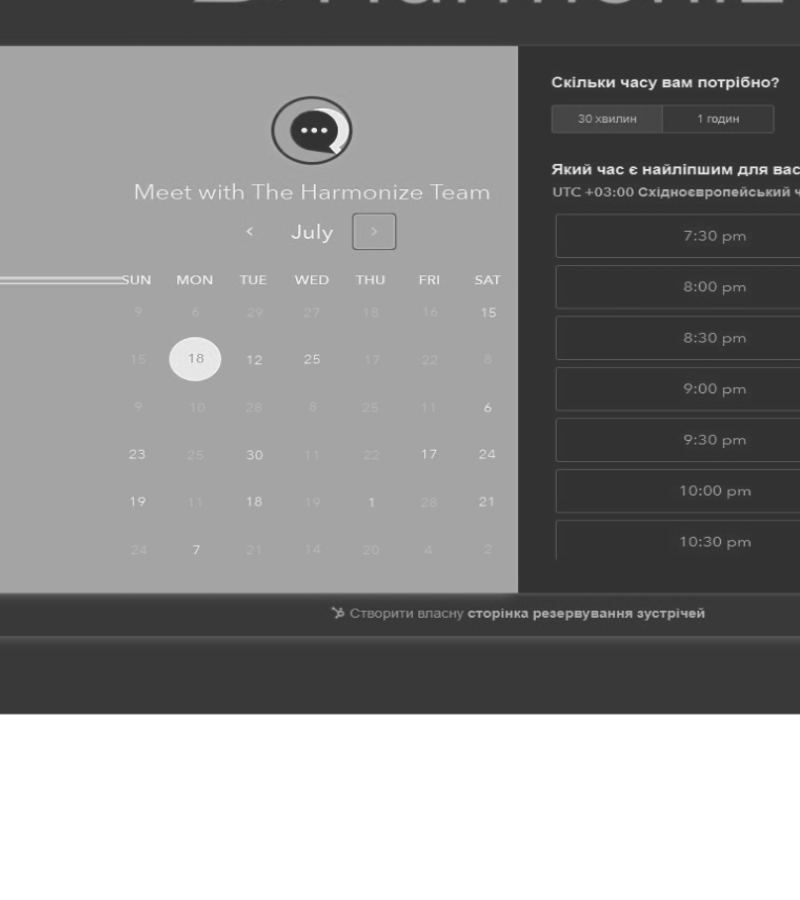 Скільки часу вам потрібно?
30 хвилин 1 годин
Який час є найліпшим для вас
UTC +03:00 Східноєвропейський ч
Meet with The Harmonize Team
‹ July ›
SUN MON TUE WED THU FRI SAT
9 6 29 27 18 16 15
15 18 12 25 17 22 8
9 10 28 8 25 11 6
23 25 30 11 22 17 24
19 11 18 19 1 28 21
24 7 21 14 20 4 2
7:30 pm
8:00 pm
8:30 pm
9:00 pm
9:30 pm
10:00 pm
10:30 pm
Створити власну сторінка резервування зустрічей